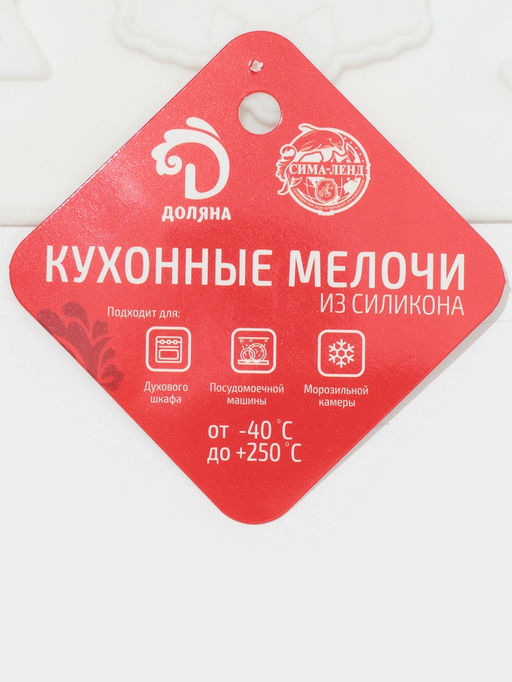 ДОЛЯНА
СИМА-ЛЕНД
КУХОННЫЕ МЕЛОЧИ
ИЗ СИЛИКОНА
Подходит для:
Духового
шкафа
Посудомоечной
машины
Морозильной
камеры
от -40 °C
до +250 °C